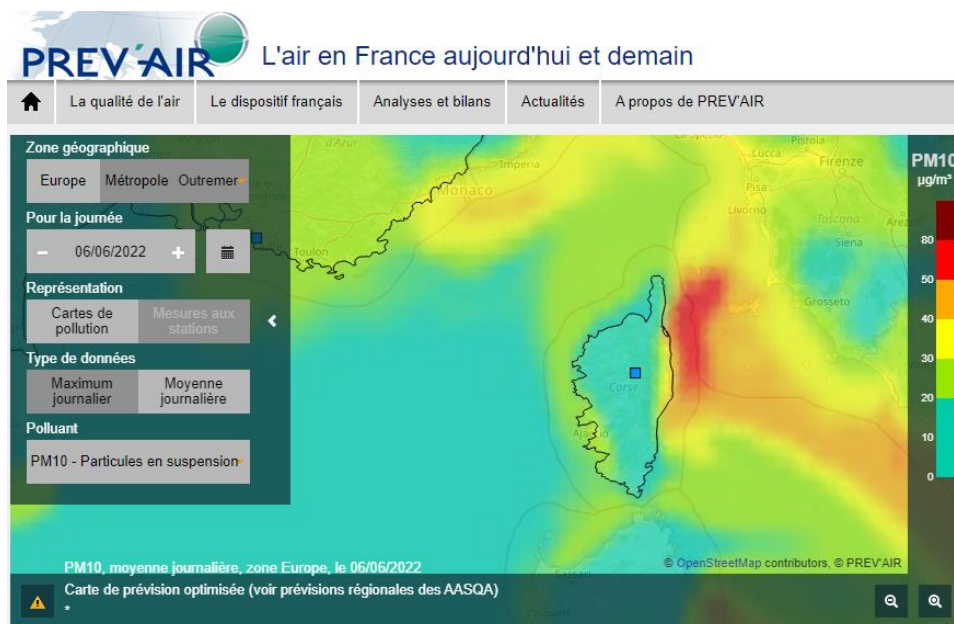 PREV'AIR
L'air en France aujourd'hui et demain
La qualité de l'air
Le dispositif français
Analyses et bilans
Actualités
A propos de PREV'AIR
Zone géographique
Europe
Métropole
Outremer
Pour la journée
-
06/06/2022
+
Représentation
Cartes de
pollution
Mesures aux
stations
Type de données
Maximum
journalier
Moyenne
journalière
Polluant
PM10 - Particules en suspension
d'Azur
Imperia
Monaco
Toulon
La Spezia
Pistoia
Lucca
Firenze
Pisa
Livorno
Toscana
Siena
Grosseto
Corse
Ajaccio
Sassari
L'Alguer
PM10
µg/m³
80
50
40
30
20
10
0
PM10, moyenne journalière, zone Europe, le 06/06/2022
© OpenStreetMap contributors, © PREV'AIR
Carte de prévision optimisée (voir prévisions régionales des AASQA)
*